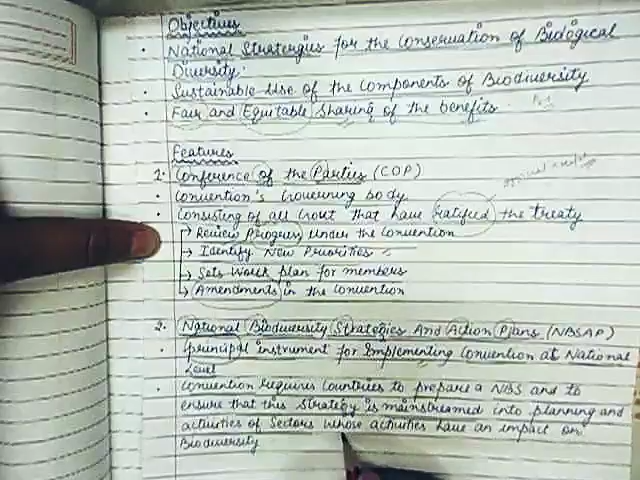 Objectives
• National Strategies for the Conservation of Biological
Diversity.
• Sustainable Use of the Components of Biodiversity
• Fair and Equitable Sharing of the benefits.
Features
1. Conference of the Parties (COP)
• Convention's Governing body
• Consisting of all Govt that have ratified the treaty
→ Review Progress under the Convention
→ Identify New Priorities
→ Sets Work plan for members
→ Amendments in the Convention
2. National Biodiversity Strategies And Action Plans (NBSAP)
• principal instrument for Implementing Convention at National
Level
• Convention requires Countries to prepare a NBS and to
ensure that this Strategy is mainstreamed into planning and
activities of Sectors whose activities have an impact on
Biodiversity